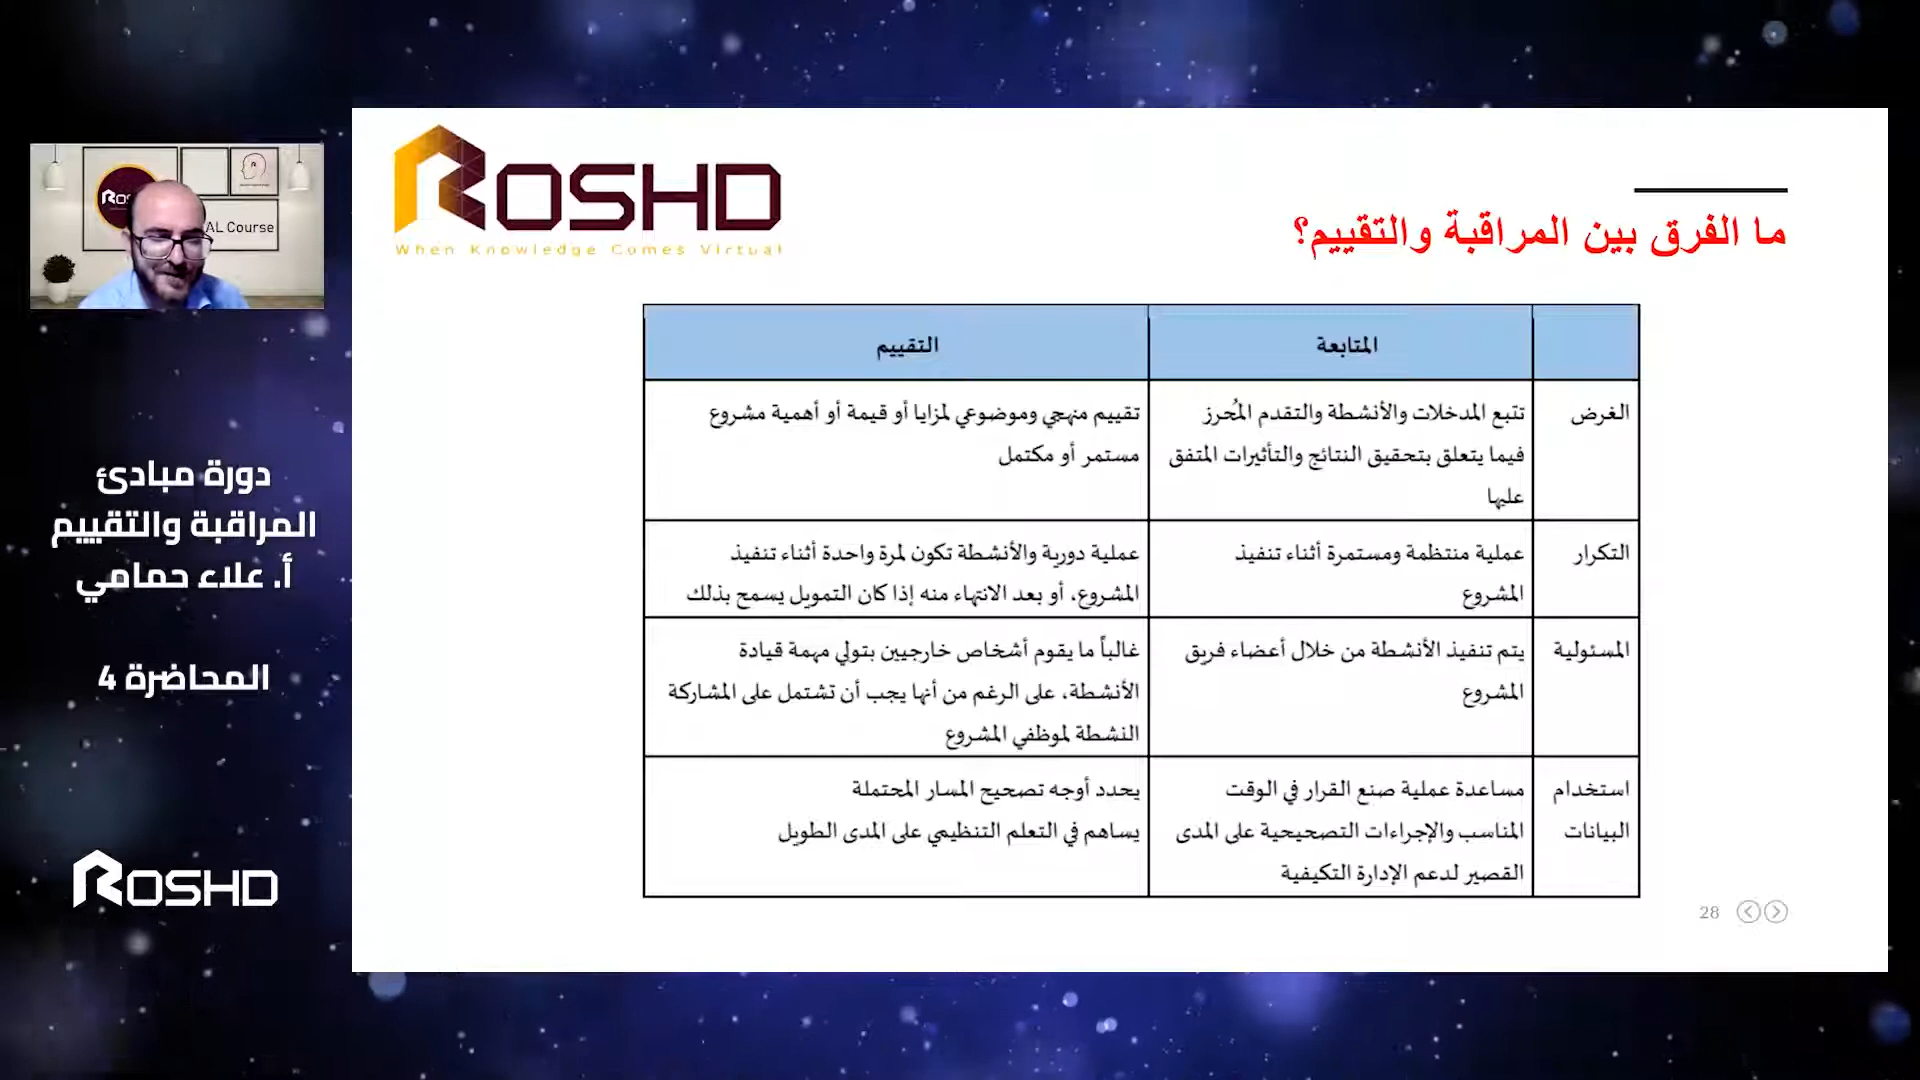 ROSHD
When Knowledge Comes Virtual
ما الفرق بين المراقبة والتقييم؟
المتابعة
التقييم
الغرض
تتبع المدخلات والأنشطة والتقدم المُحرز
فيما يتعلق بتحقيق النتائج والتأثيرات المتفق
عليها
تقييم منهجي وموضوعي لمزايا أو قيمة أو أهمية مشروع
مستمر أو مكتمل
التكرار
عملية منتظمة ومستمرة أثناء تنفيذ
المشروع
عملية دورية والأنشطة تكون لمرة واحدة أثناء تنفيذ
المشروع، أو بعد الانتهاء منه إذا كان التمويل يسمح بذلك
المسئولية
يتم تنفيذ الأنشطة من خلال أعضاء فريق
المشروع
غالباً ما يقوم أشخاص خارجيين بتولي مهمة قيادة
الأنشطة، على الرغم من أنها يجب أن تشتمل على المشاركة
النشطة لموظفي المشروع
استخدام
البيانات
مساعدة عملية صنع القرار في الوقت
المناسب والإجراءات التصحيحية على المدى
القصير لدعم الإدارة التكيفية
يحدد أوجه تصحيح المسار المحتملة
يساهم في التعلم التنظيمي على المدى الطويل
28
AL Course
دورة مبادئ
المراقبة والتقييم
أ. علاء حمامي
المحاضرة 4
ROSHD